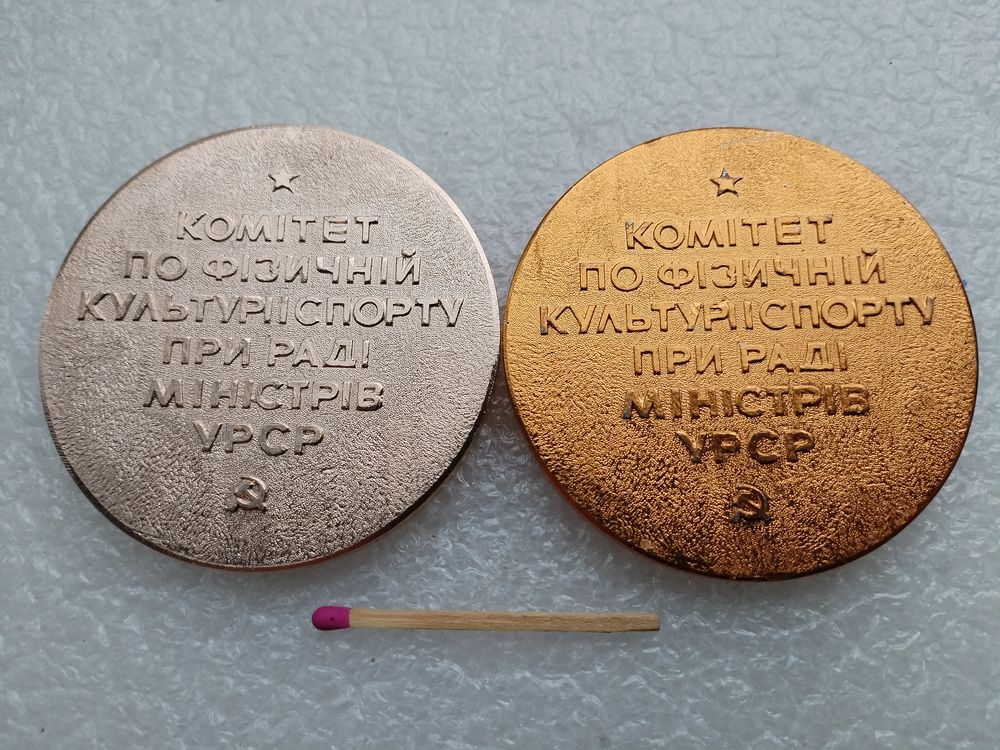 КОМІТЕТ
ПО ФІЗИЧНІЙ
КУЛЬТУРІ І СПОРТУ
ПРИ РАДІ
МІНІСТРІВ
УРСР
КОМІТЕТ
ПО ФІЗИЧНІЙ
КУЛЬТУРІ І СПОРТУ
ПРИ РАДІ
МІНІСТРІВ
УРСР